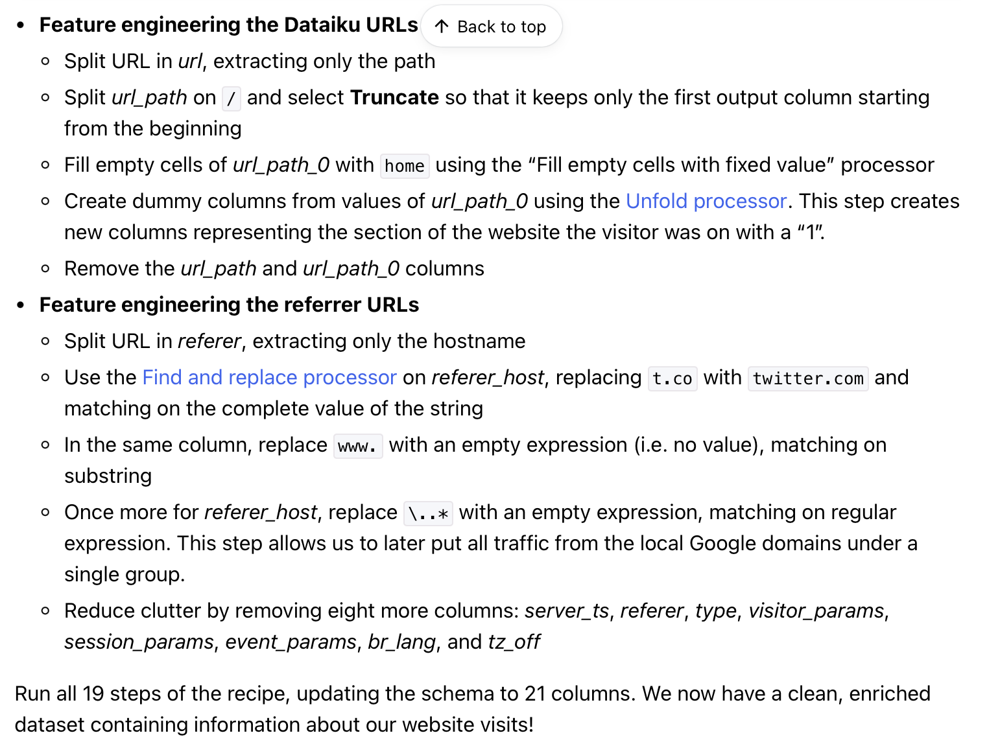 • Feature engineering the Dataiku URLs
↑ Back to top
◦ Split URL in url, extracting only the path
◦ Split url_path on / and select Truncate so that it keeps only the first output column starting
from the beginning
◦ Fill empty cells of url_path_0 with home using the “Fill empty cells with fixed value” processor
◦ Create dummy columns from values of url_path_0 using the Unfold processor. This step creates
new columns representing the section of the website the visitor was on with a “1”.
◦ Remove the url_path and url_path_0 columns
• Feature engineering the referrer URLs
◦ Split URL in referer, extracting only the hostname
◦ Use the Find and replace processor on referer_host, replacing t.co with twitter.com and
matching on the complete value of the string
◦ In the same column, replace www. with an empty expression (i.e. no value), matching on
substring
◦ Once more for referer_host, replace \..* with an empty expression, matching on regular
expression. This step allows us to later put all traffic from the local Google domains under a
single group.
◦ Reduce clutter by removing eight more columns: server_ts, referer, type, visitor_params,
session_params, event_params, br_lang, and tz_off
Run all 19 steps of the recipe, updating the schema to 21 columns. We now have a clean, enriched
dataset containing information about our website visits!